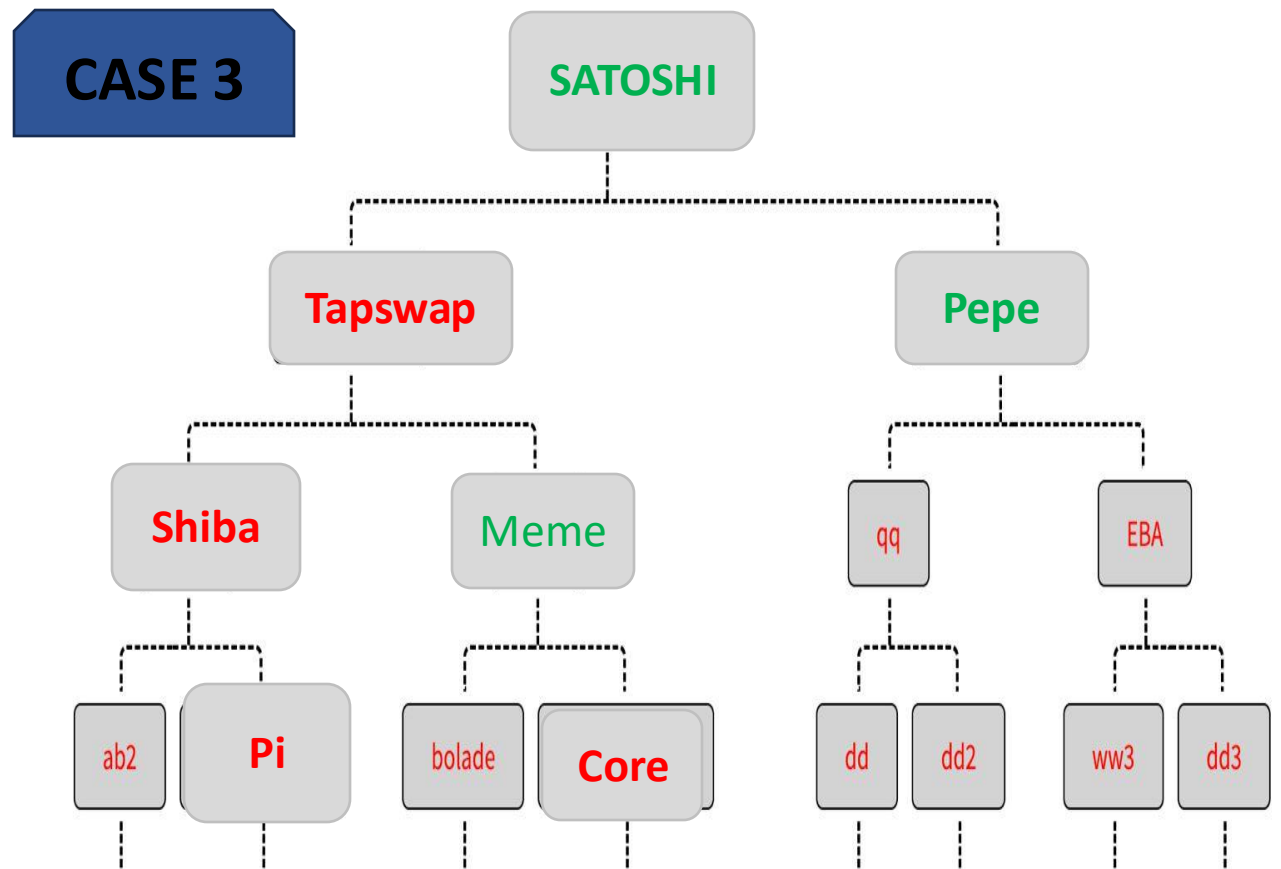 CASE 3
SATOSHI
Tapswap
Pepe
Shiba
Meme
qq
EBA
ab2
Pi
bolade
Core
dd
dd2
ww3
dd3